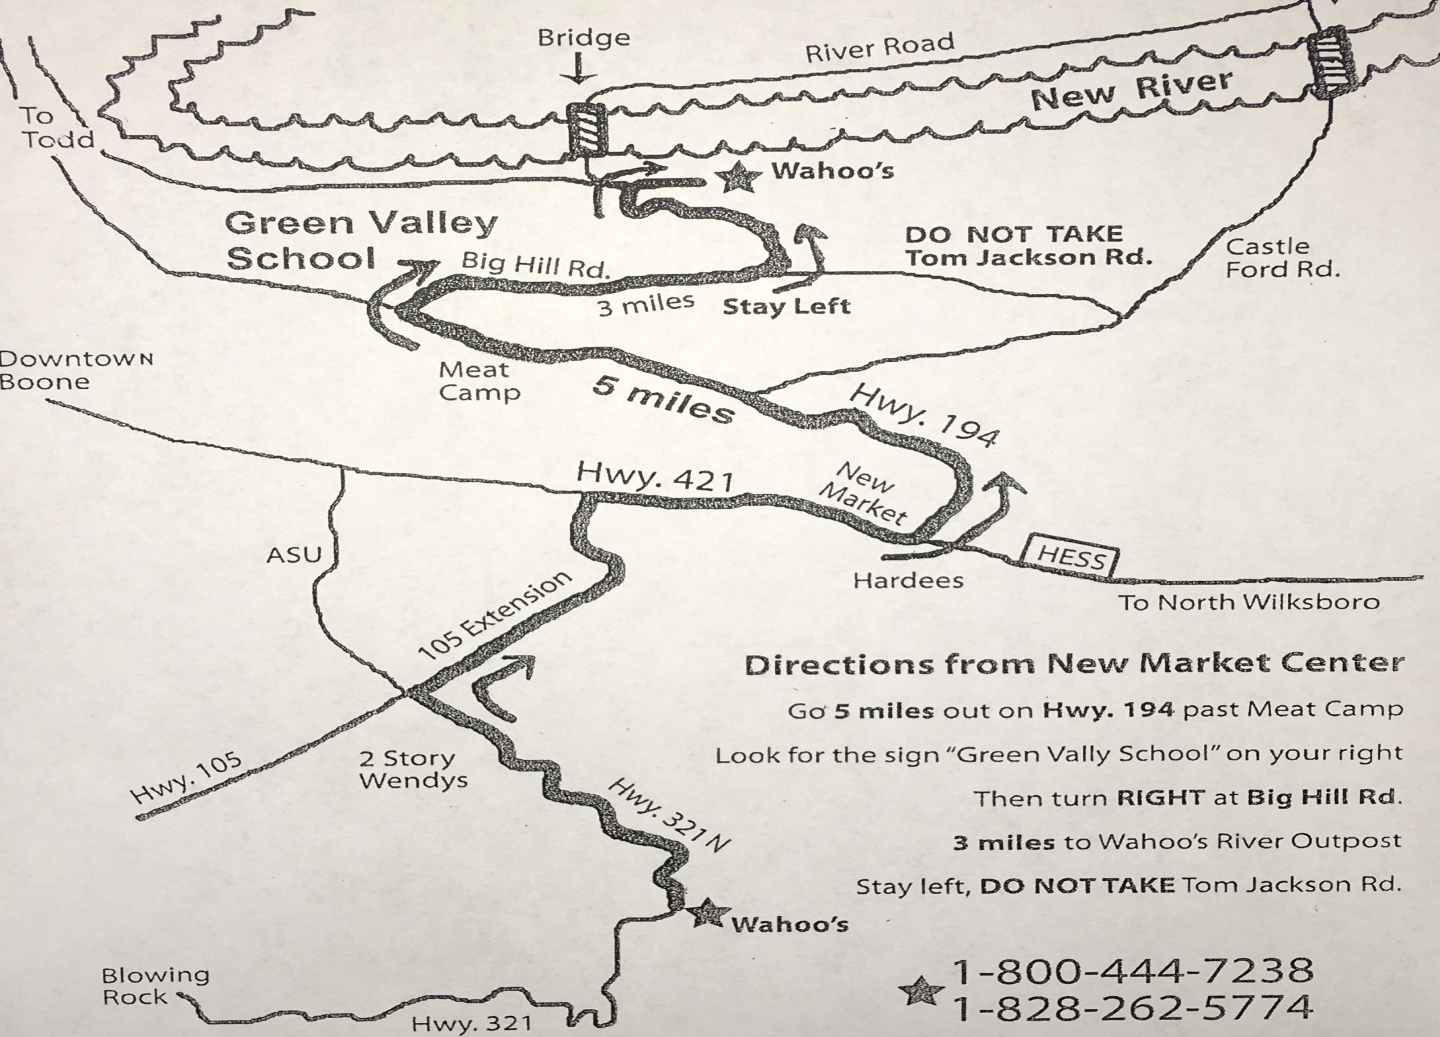 Bridge
River Road
New River
To
Todd
Wahoo's
Green Valley
School
Big Hill Rd.
3 miles
Stay Left
DO NOT TAKE
Tom Jackson Rd.
Castle
Ford Rd.
Downtown
Boone
Meat
Camp
5 miles
Hwy. 194
Hwy. 421
New
Market
HESS
Hardees
To North Wilksboro
ASU
105 Extension
Hwy. 105
2 Story
Wendys
Hwy. 321 N
Wahoo's
Blowing
Rock
Hwy. 321
Directions from New Market Center
Go 5 miles out on Hwy. 194 past Meat Camp
Look for the sign "Green Vally School" on your right
Then turn RIGHT at Big Hill Rd.
3 miles to Wahoo's River Outpost
Stay left, DO NOT TAKE Tom Jackson Rd.
1-800-444-7238
1-828-262-5774